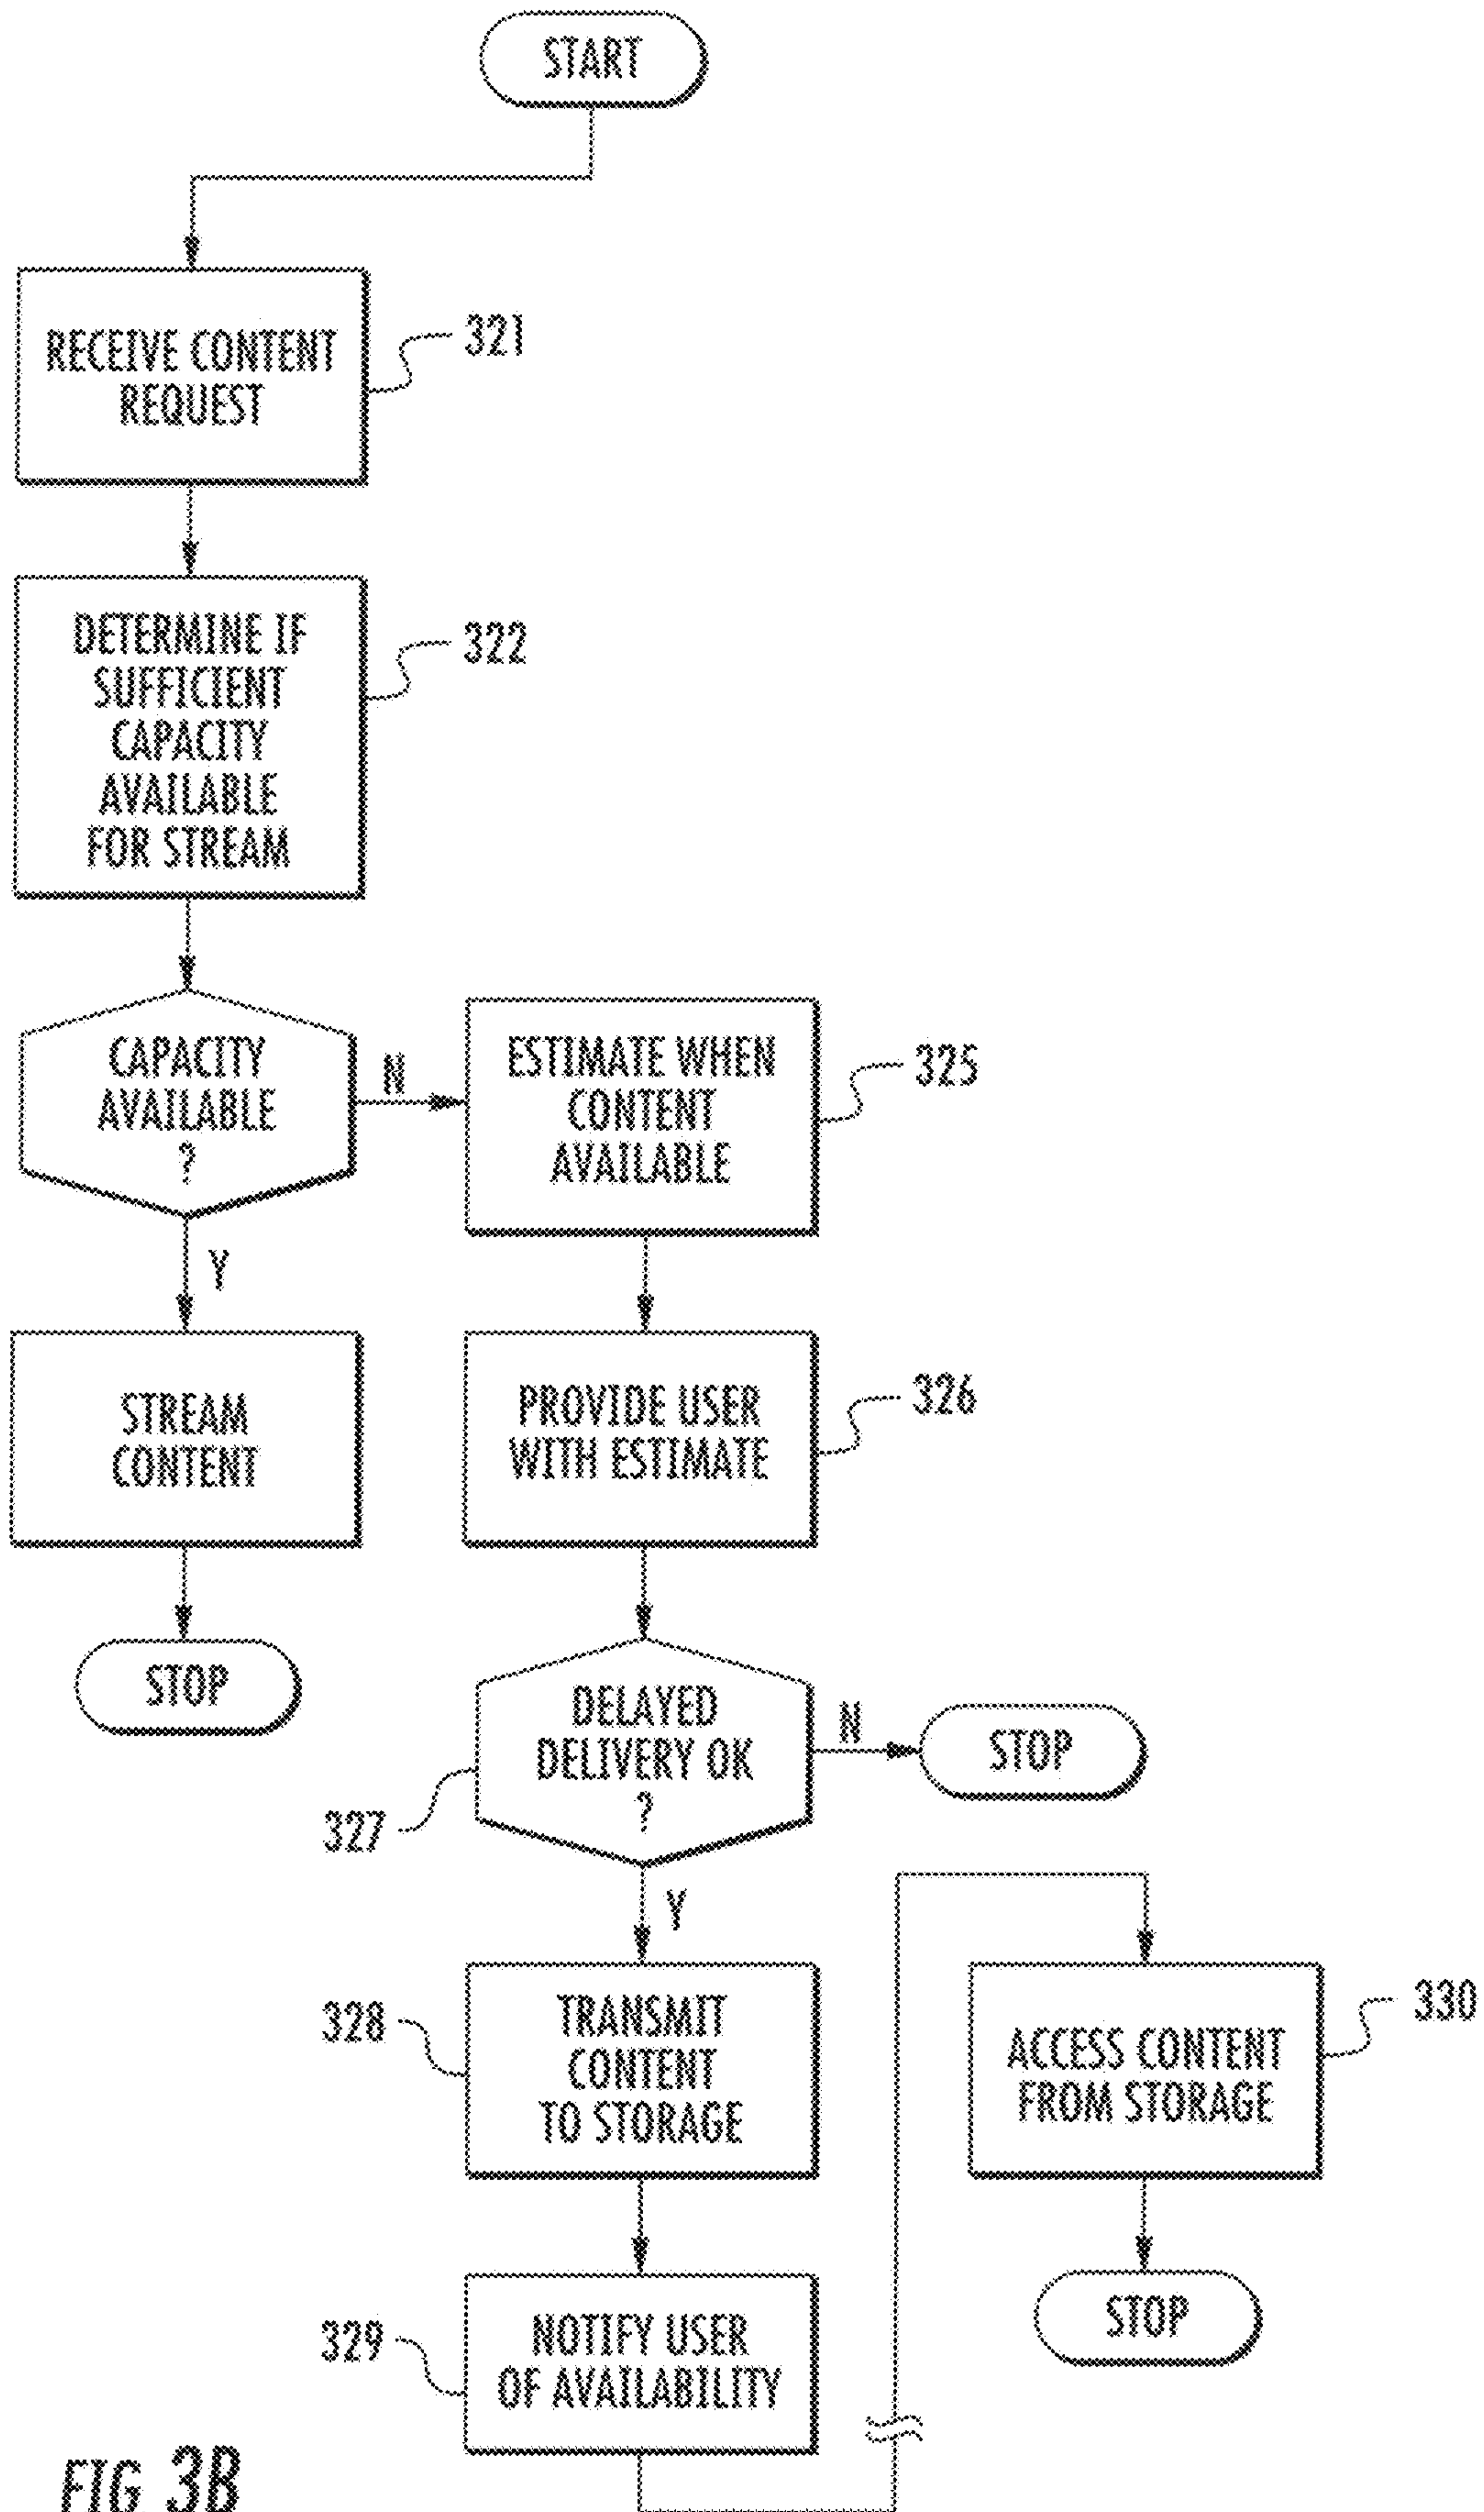 START
RECEIVE CONTENT
REQUEST
321
DETERMINE IF
SUFFICIENT
CAPACITY
AVAILABLE
FOR STREAM
322
CAPACITY
AVAILABLE
?
N
Y
ESTIMATE WHEN
CONTENT
AVAILABLE
325
STREAM
CONTENT
STOP
PROVIDE USER
WITH ESTIMATE
326
DELAYED
DELIVERY OK
?
327
N
STOP
Y
TRANSMIT
CONTENT
TO STORAGE
328
NOTIFY USER
OF AVAILABILITY
329
ACCESS CONTENT
FROM STORAGE
330
STOP
FIG. 3B